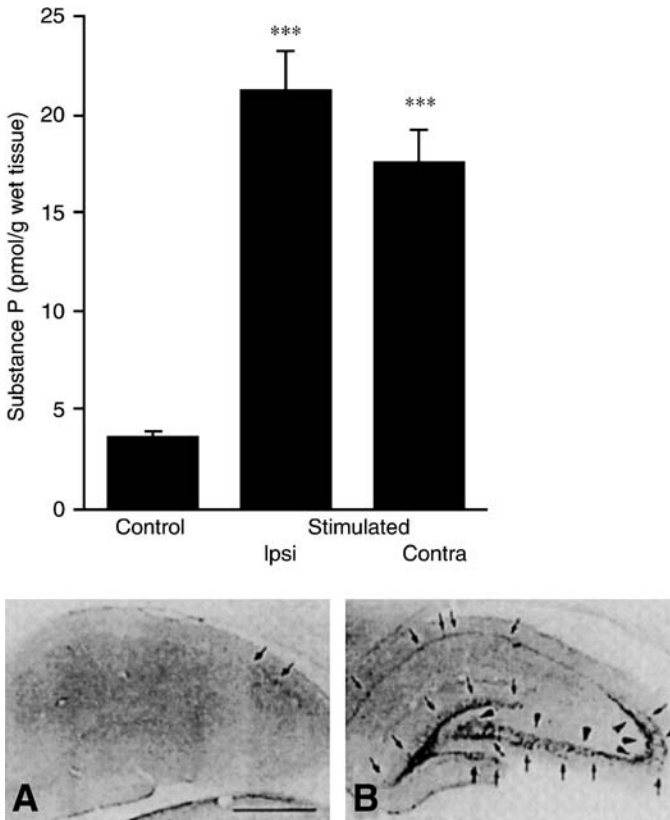 Substance P (pmol/g wet tissue)
25
20
15
10
5
0
***
***
Control
Stimulated
Ipsi
Contra
A
B